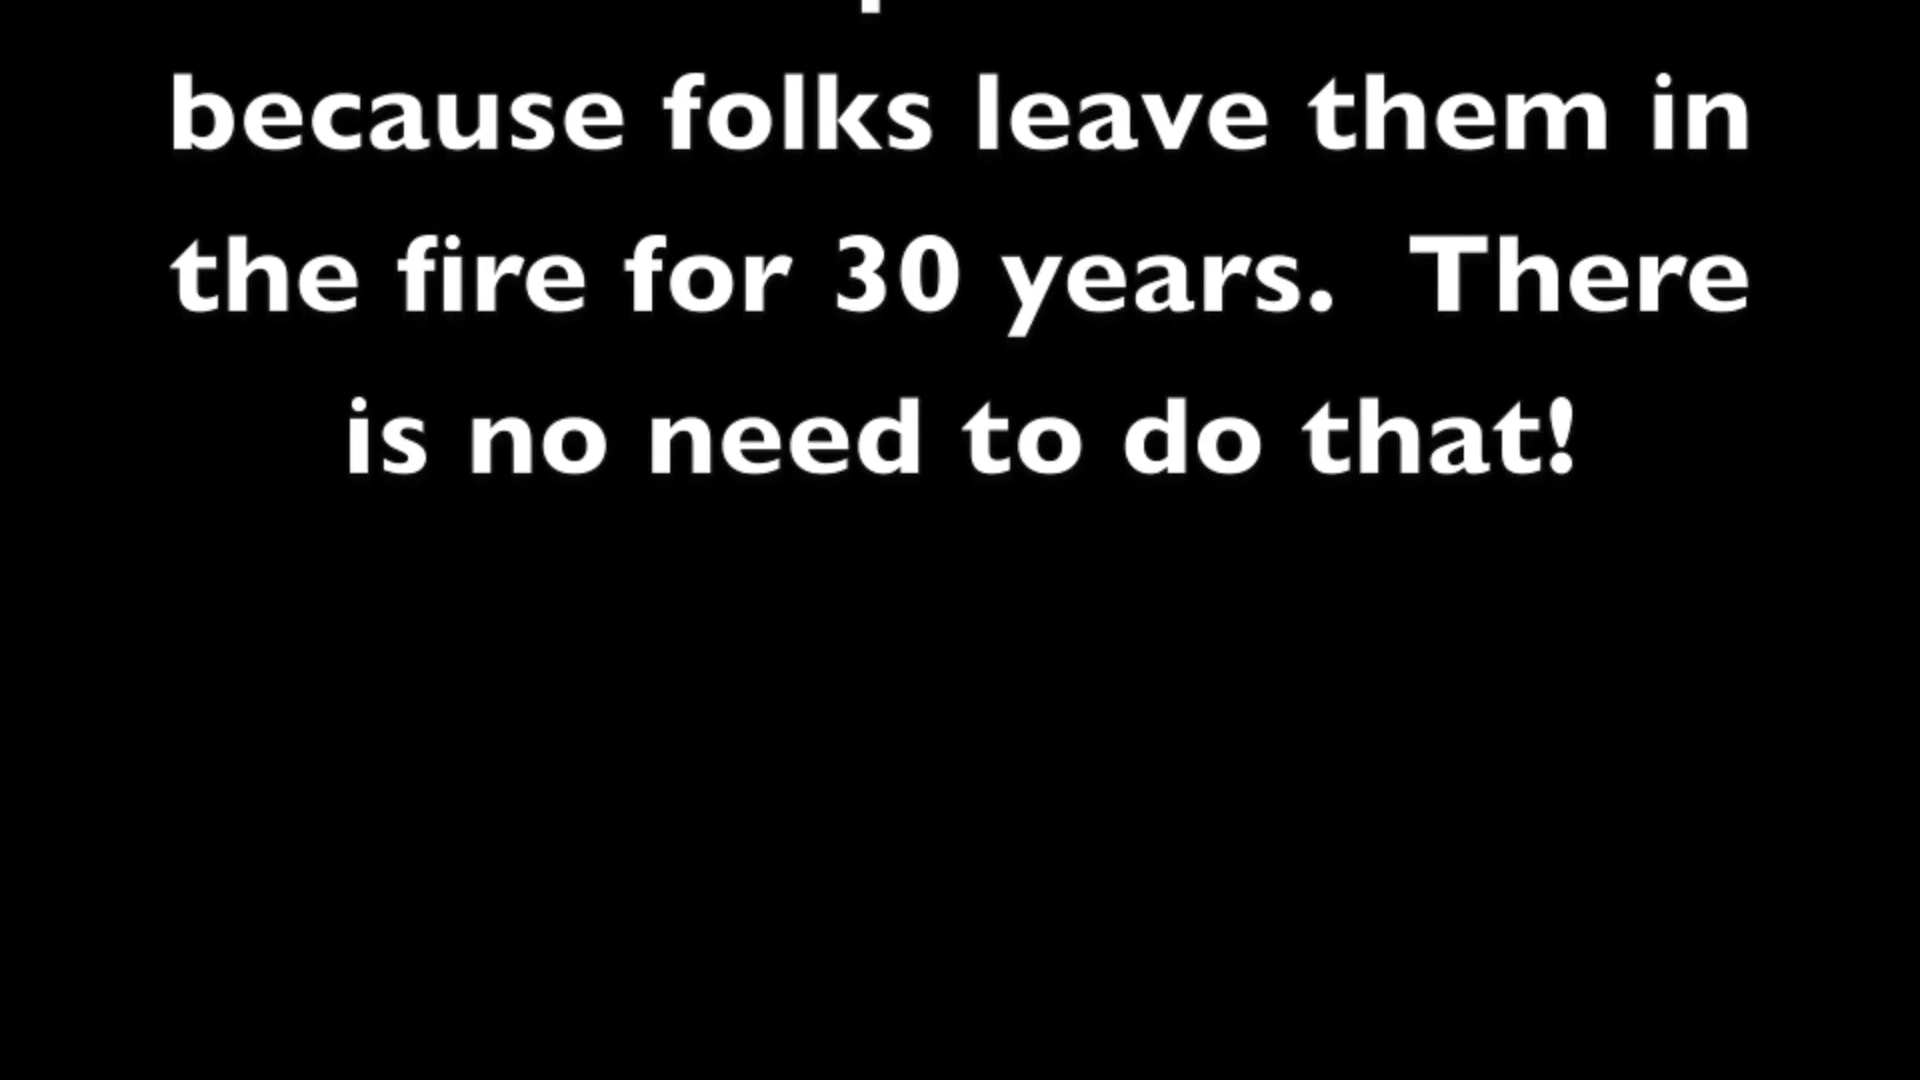 because folks leave them in
the fire for 30 years.  There
is no need to do that!